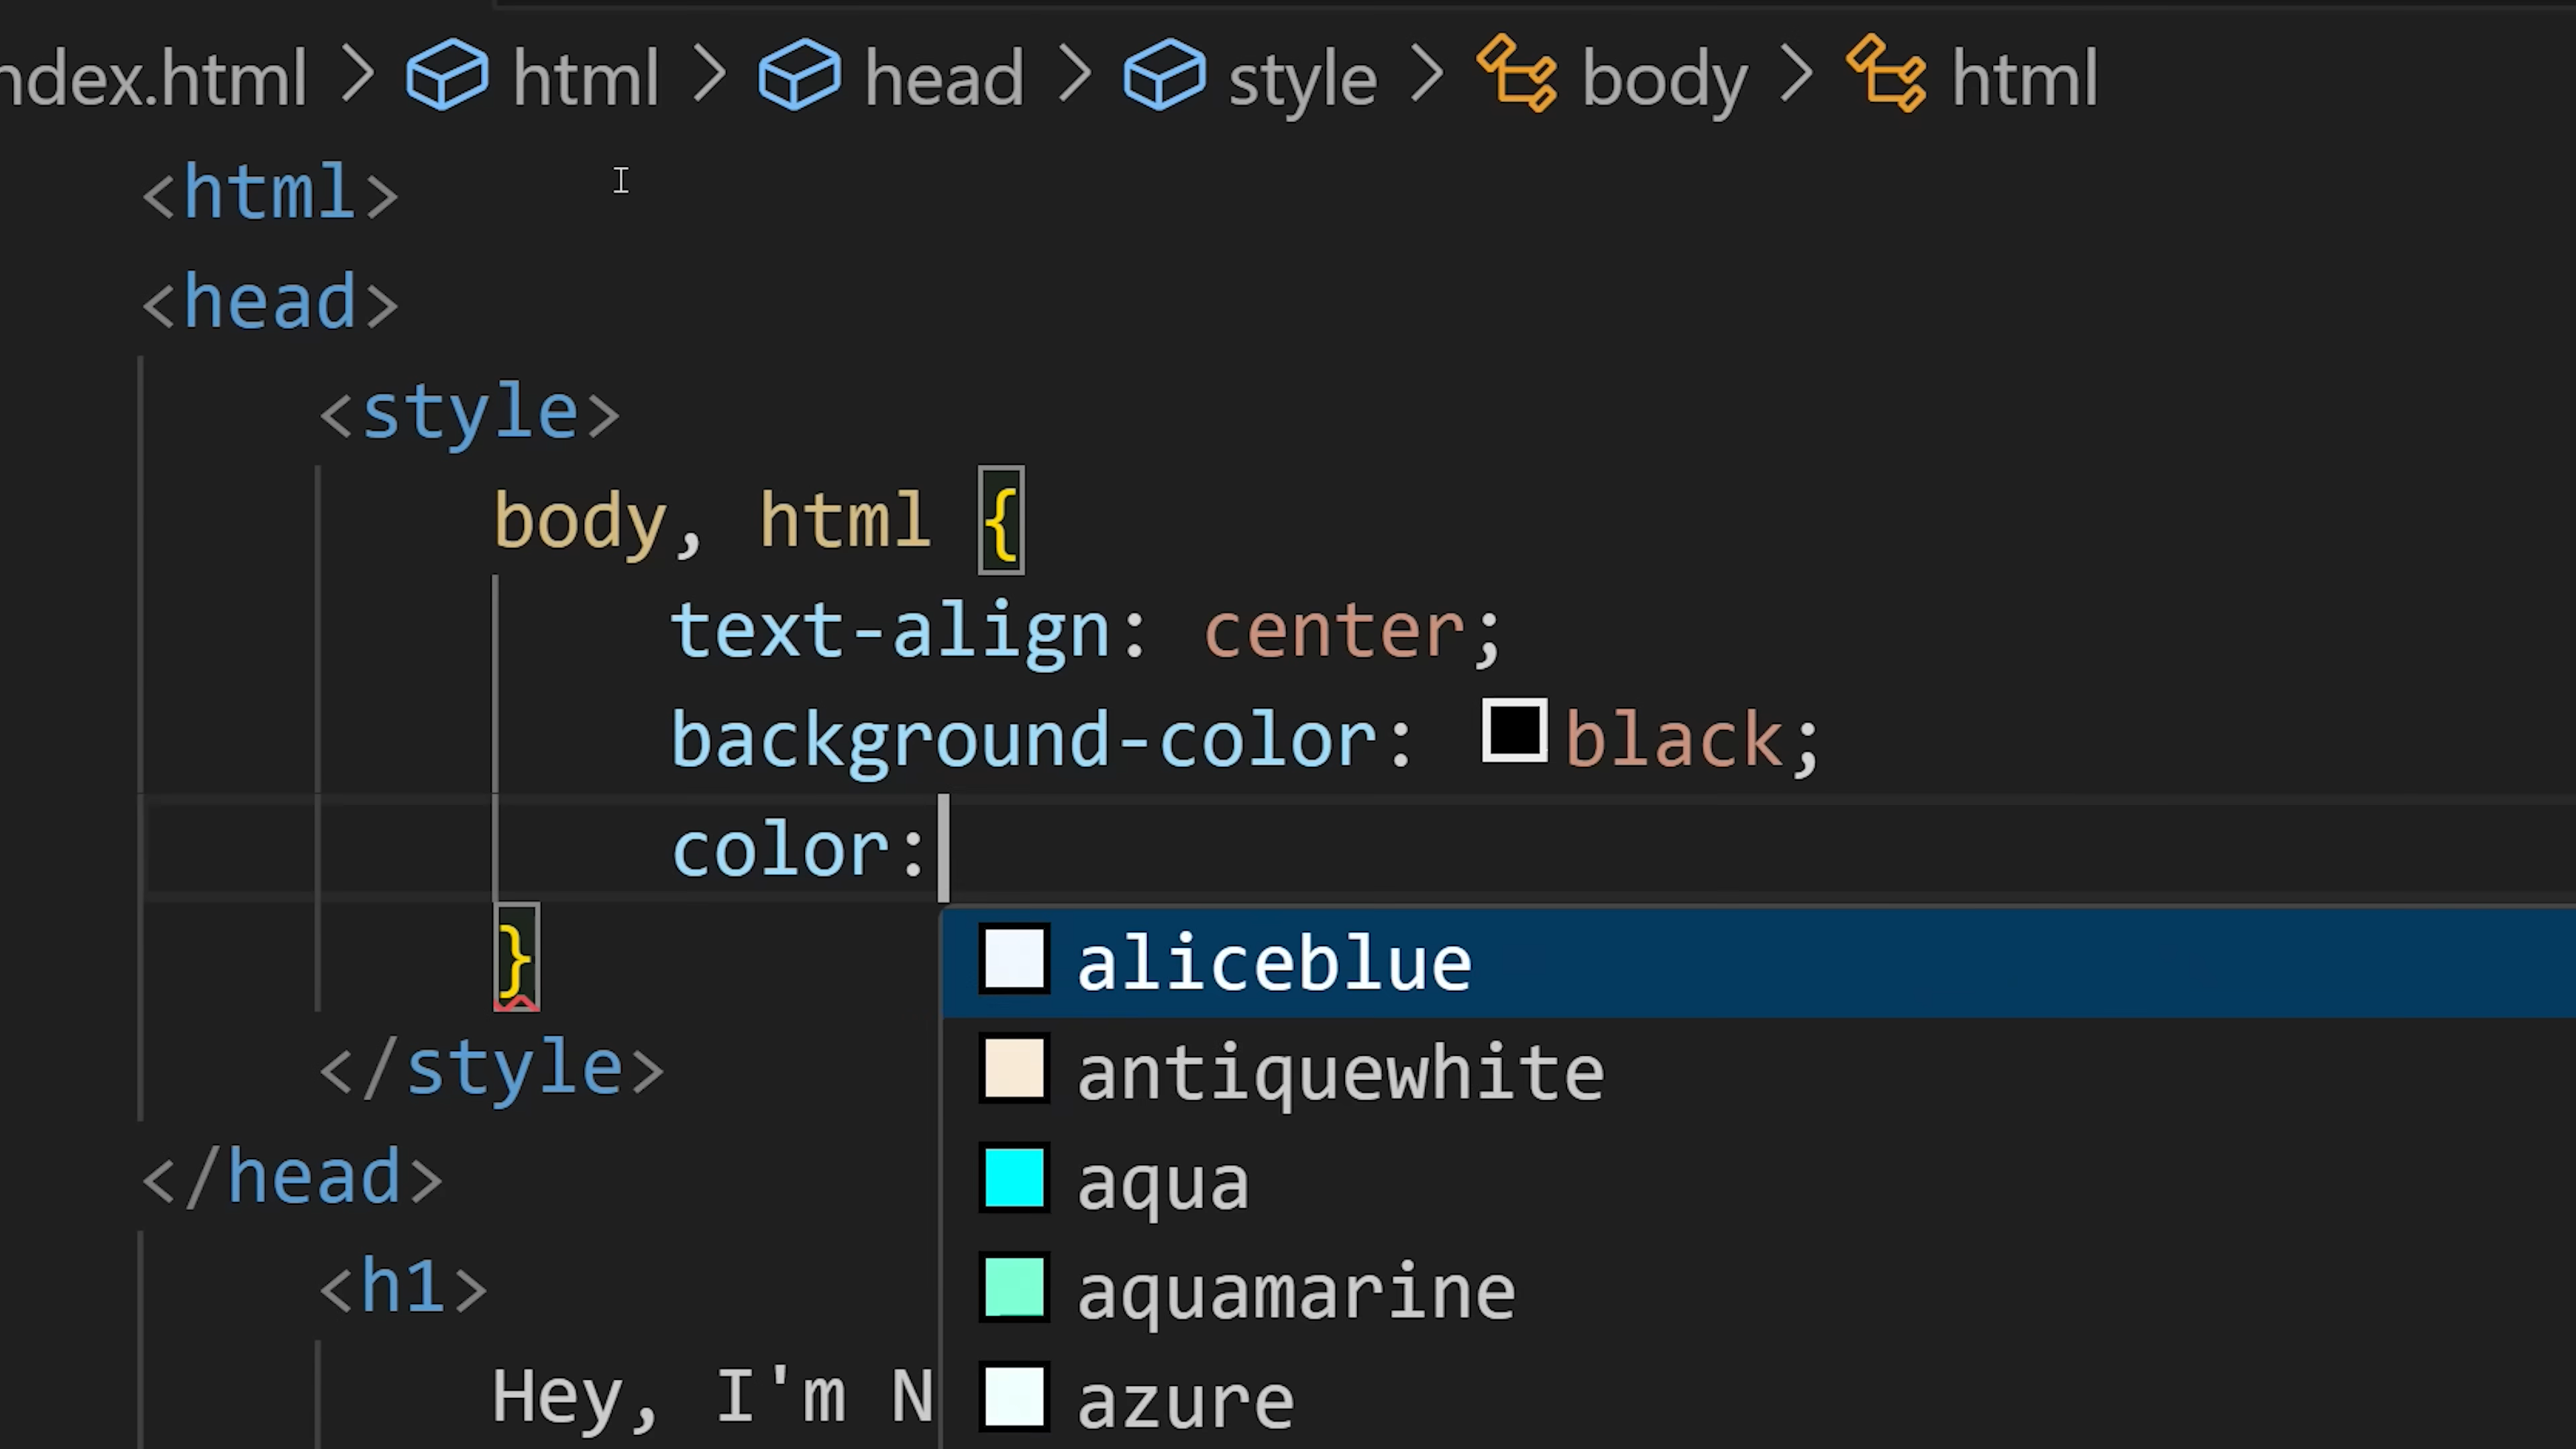 ndex.html > html > head > style > body > html
<html>
<head>
<style>
body, html {
text-align: center;
background-color: black;
color:
}
aliceblue
antiquewhite
</style>
aqua
</head>
aquamarine
<h1>
azure
Hey, I'm N